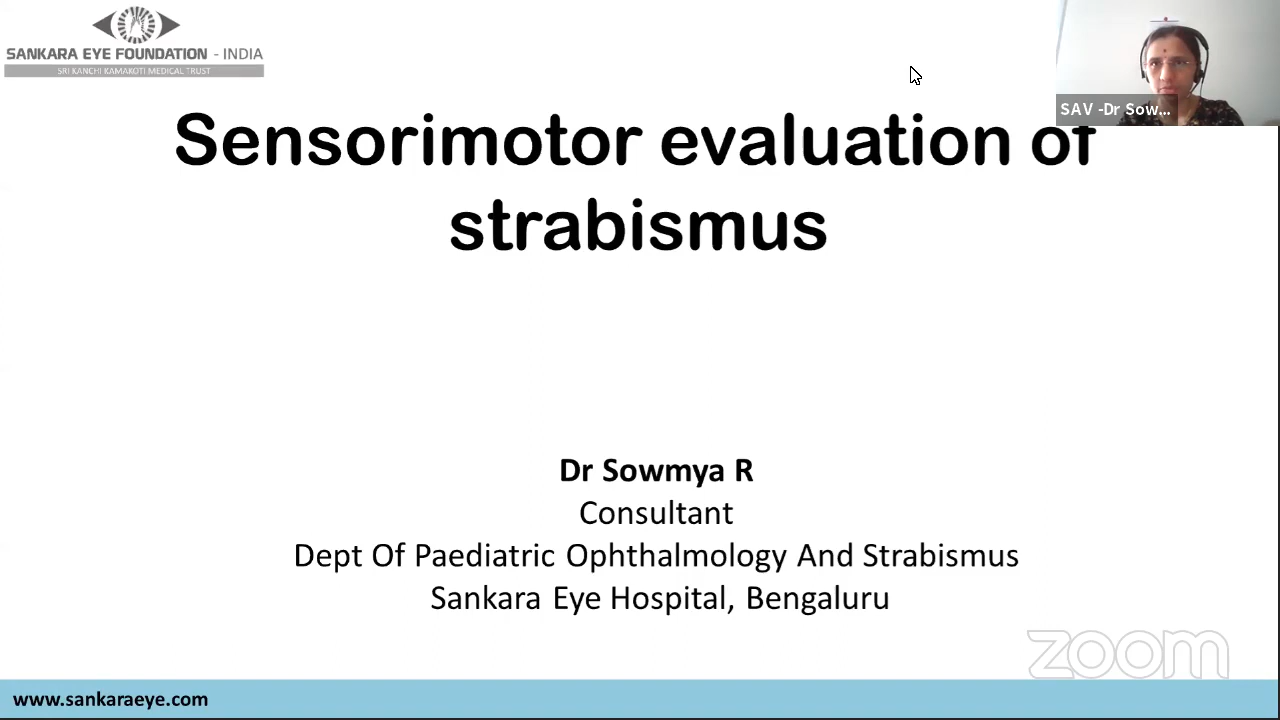 SANKARA EYE FOUNDATION - INDIA
SRI KANCHI KAMAKOTI MEDICAL TRUST
SAV -Dr Sow...
Sensorimotor evaluation of
strabismus
Dr Sowmya R
Consultant
Dept Of Paediatric Ophthalmology And Strabismus
Sankara Eye Hospital, Bengaluru
zoom
www.sankaraeye.com